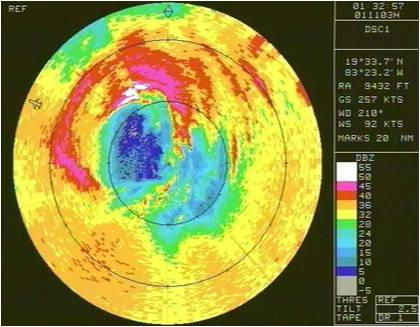 REF
01:32:57
011103H
DSC1
19°33.7'N
83°23.2'W
RA 9432 FT
GS 257 KTS
WD 210°
WS 92 KTS
MARKS 20 NM
DBZ
55
50
45
40
36
32
28
24
20
15
10
5
0
-5
THRES REF
TILT 2.5
TAPE DR 1